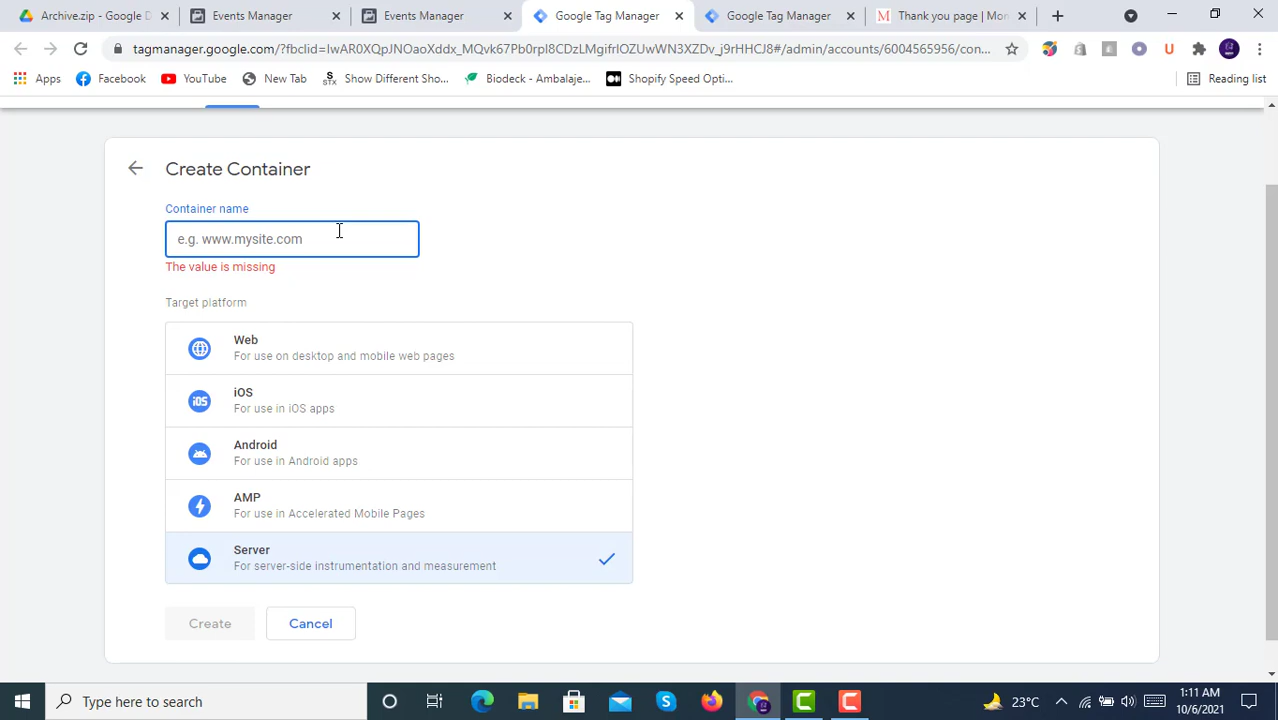 Archive.zip - Google D
Events Manager
Events Manager
Google Tag Manager
Google Tag Manager
M Thank you page | Mon
tagmanager.google.com/?fbclid=IwAR0XQpJNOaoXddx_MQvk67Pb0rpl8CDzLMgifrlOZUwWN3XZDv_j9rHHCJ8#/admin/accounts/6004565956/con...
Apps
Facebook
YouTube
New Tab
STX Show Different Sho...
Biodeck - Ambalaje...
Shopify Speed Opti...
Reading list
Create Container
Container name
e.g. www.mysite.com
The value is missing
Target platform
Web
For use on desktop and mobile web pages
iOS
iOS
For use in iOS apps
Android
For use in Android apps
AMP
For use in Accelerated Mobile Pages
Server
For server-side instrumentation and measurement
Create
Cancel
Type here to search
23°C
1:11 AM
10/6/2021